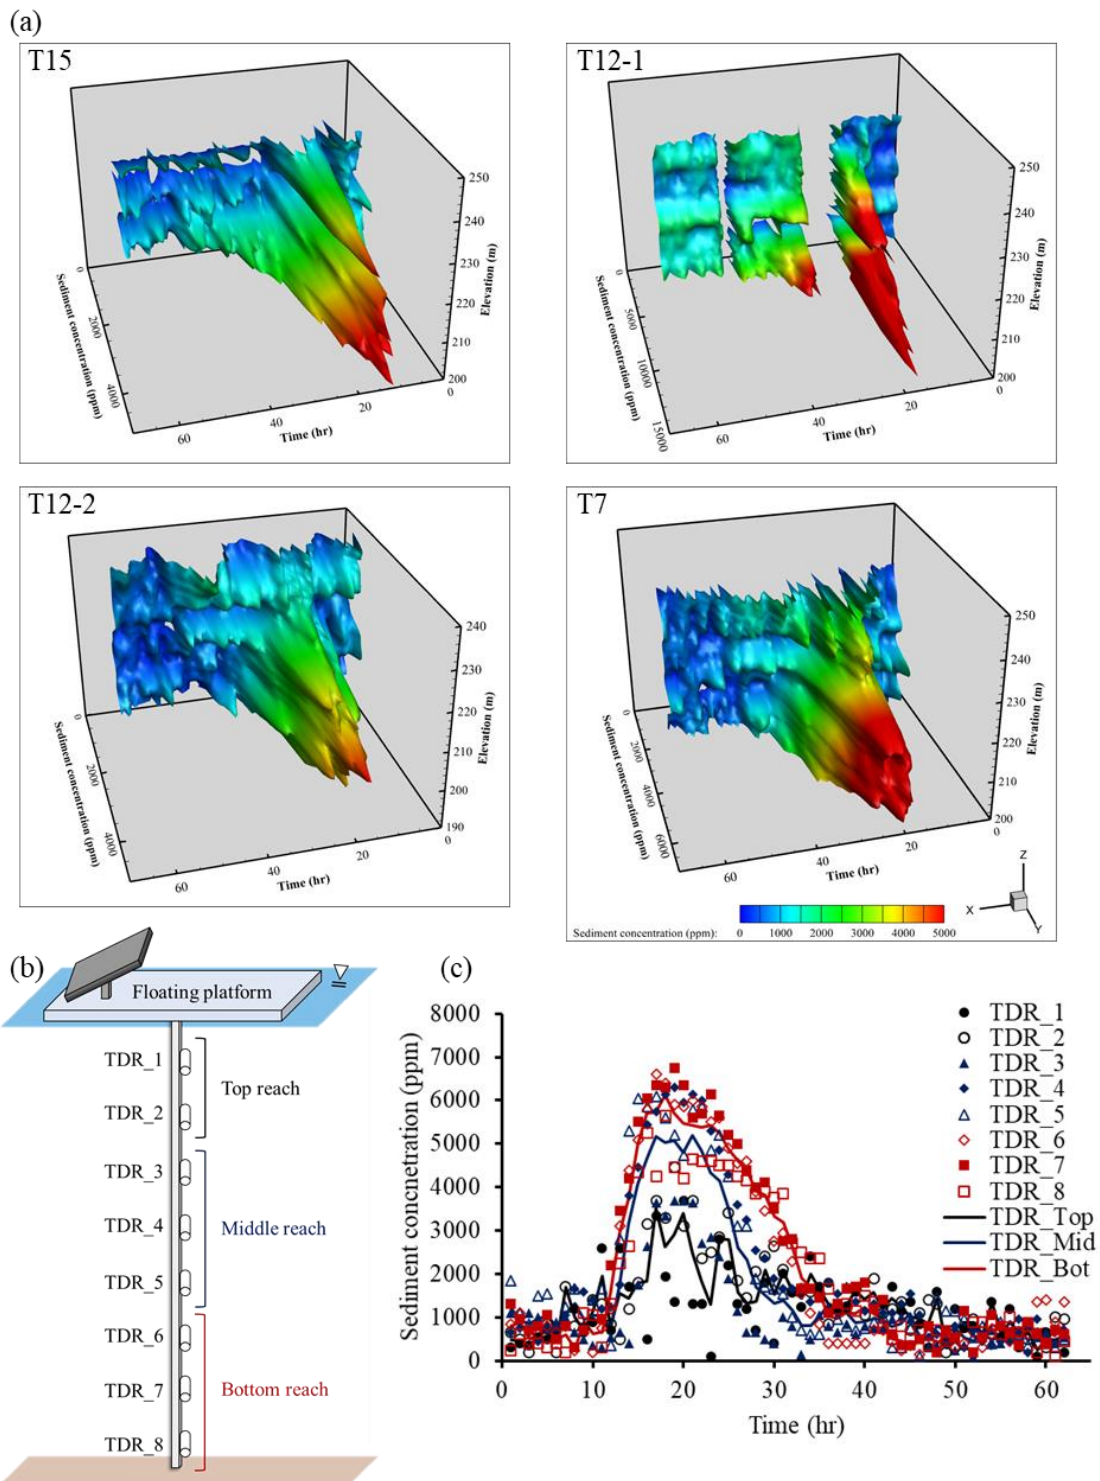 (a)
T15
250
240
230
220
210
200
Elevation (m)
0
2000
4000
Sediment concentration (ppm)
60
40
20
0
Time (hr)
T12-1
250
240
230
220
210
200
Elevation (m)
0
5000
10000
15000
Sediment concentration (ppm)
60
40
20
0
Time (hr)
T12-2
240
230
220
210
200
190
Elevation (m)
0
2000
4000
Sediment concentration (ppm)
60
40
20
0
Time (hr)
T7
250
240
230
220
210
200
Elevation (m)
0
2000
4000
6000
Sediment concentration (ppm)
60
40
20
0
Time (hr)
Z
X
Y
Sediment concentration (ppm): 0 1000 2000 3000 4000 5000
(b)
Floating platform
TDR_1
TDR_2
Top reach
TDR_3
TDR_4
TDR_5
Middle reach
TDR_6
TDR_7
TDR_8
Bottom reach
(c)
8000
7000
6000
5000
4000
3000
2000
1000
0
Sediment concnetration (ppm)
0 10 20 30 40 50 60
Time (hr)
TDR_1
TDR_2
TDR_3
TDR_4
TDR_5
TDR_6
TDR_7
TDR_8
TDR_Top
TDR_Mid
TDR_Bot